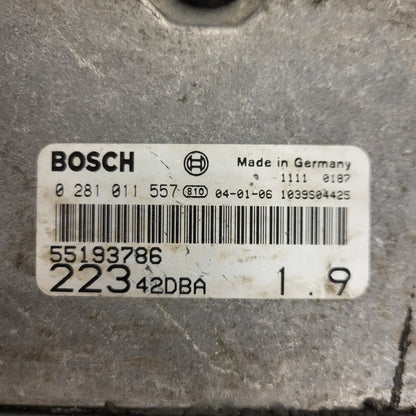 BOSCH Made in Germany
1111 0187
0 281 011 557 810 04-01-06 1039S04425
55193786
223 42DBA 1.9